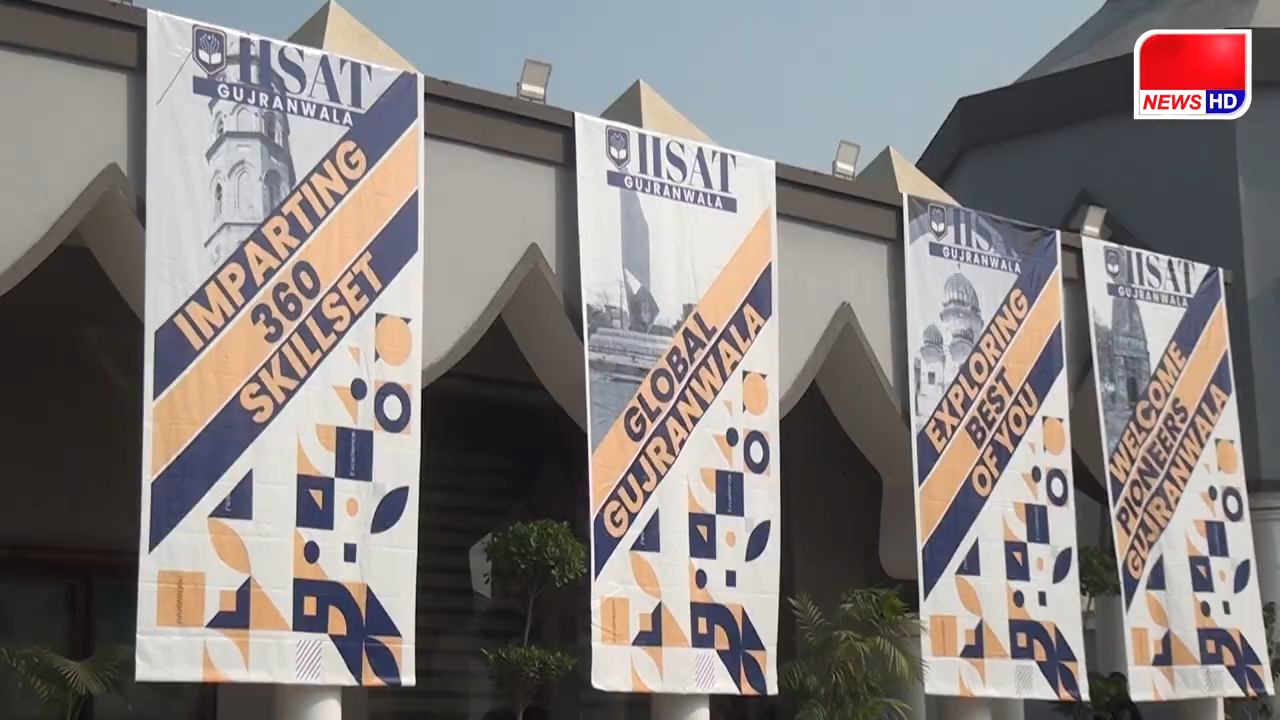 IISAT
GUJRANWALA
IMPARTING
360
SKILLSET
Excellence
IISAT
GUJRANWALA
GLOBAL
GUJRANWALA
IISAT
GUJRANWALA
EXPLORING
BEST
OF YOU
IISAT
GUJRANWALA
WELCOME
PIONEERS
GUJRANWALA
NEWS HD